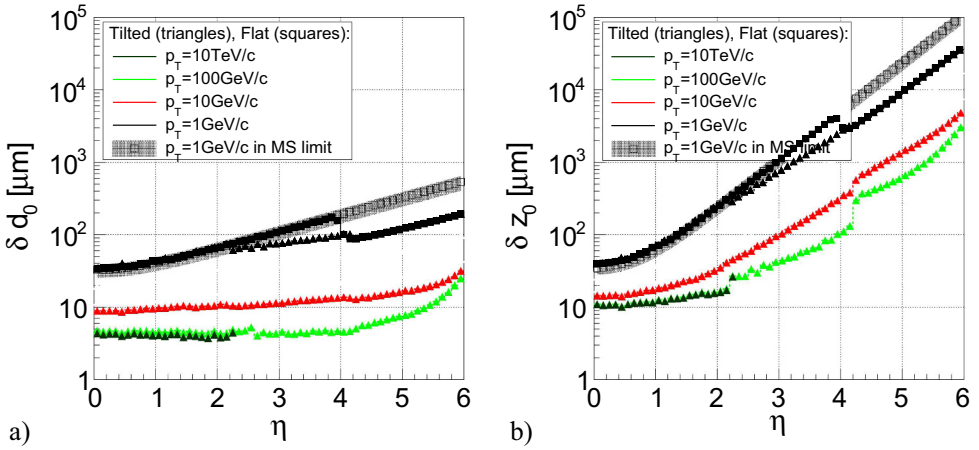 Tilted (triangles), Flat (squares):
p_T=10TeV/c
p_T=100GeV/c
p_T=10GeV/c
p_T=1GeV/c
p_T=1GeV/c in MS limit
δ d_0 [μm]
10^5
10^4
10^3
10^2
10
1
0 1 2 3 4 5 6
η
a)
Tilted (triangles), Flat (squares):
p_T=10TeV/c
p_T=100GeV/c
p_T=10GeV/c
p_T=1GeV/c
p_T=1GeV/c in MS limit
δ z_0 [μm]
10^5
10^4
10^3
10^2
10
1
0 1 2 3 4 5 6
η
b)